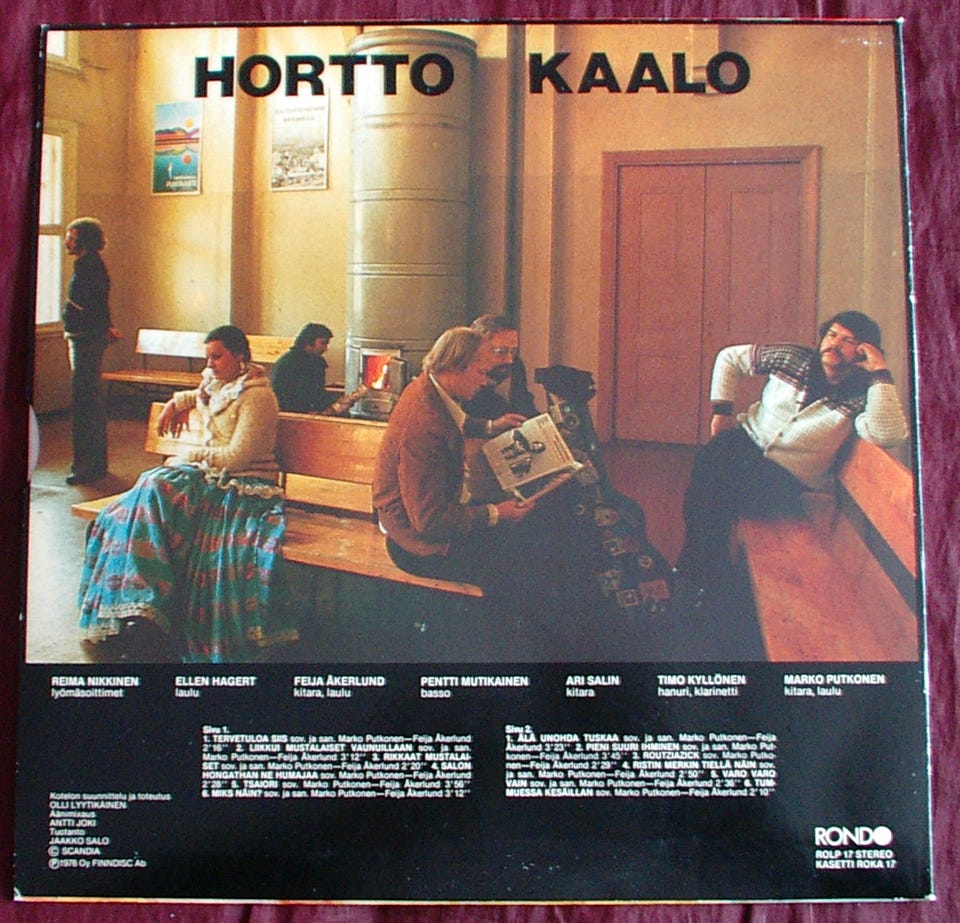 HORTTO KAALO
PUNTAASTI
REIMA NIKKINEN
lyömäsoittimet
ELLEN HAGERT
laulu
FEIJA ÅKERLUND
kitara, laulu
PENTTI MUTIKAINEN
basso
ARI SALIN
kitara
TIMO KYLLÖNEN
hanuri, klarinetti
MARKO PUTKONEN
kitara, laulu
Sivu 1.
1. TERVETULOA SIIS sov. ja san. Marko Putkonen—Feija Åkerlund
2'16" 2. LIIKKUI MUSTALAISET VAUNUILLAAN sov. ja san.
Marko Putkonen—Feija Åkerlund 3'12" 3. RIKKAAT MUSTALAI-
SET sov. ja san. Marko Putkonen—Feija Åkerlund 2'20" 4. SALON
HONGATHAN NE HUMAJAA sov. Marko Putkonen—Feija Åkerlund
2'28" 5. TSAIORI sov. Marko Putkonen—Feija Åkerlund 3'56"
6. MIKS NÄIN? sov. ja san. Marko Putkonen—Feija Åkerlund 3'12"
Sivu 2.
1. ÄLÄ UNOHDA TUSKAA sov. ja san. Marko Putkonen—Feija
Åkerlund 3'23" 2. PIENI SUURI IHMINEN sov. ja san. Marko Put-
konen—Feija Åkerlund 3'45" 3. ROUTZIAZICK sov. Marko Putko-
nen—Feija Åkerlund 2'29" 4. RISTIN MERKIN TIELLÄ NÄIN sov.
ja san. Marko Putkonen—Feija Åkerlund 2'50" 5. VARO VARO
VAIN sov. Marko Putkonen—Feija Åkerlund 2'36" 6. TUM-
MUESSA KESÄILLAN sov. Marko Putkonen—Feija Åkerlund 2'10"
Kotelon suunnittelu ja toteutus
OLLI LYYTIKÄINEN
Äänimixaus
ANTTI JOKI
Tuotanto
JAAKKO SALO
© SCANDIA
℗1976 Oy FINNDISC Ab
RONDO
ROLP 17 STEREO
KASETTI ROKA 17